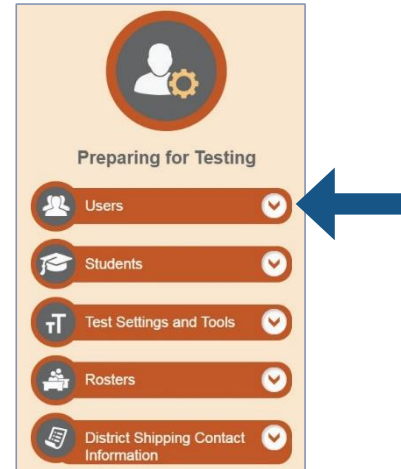 Preparing for Testing
Users
Students
Test Settings and Tools
Rosters
District Shipping Contact
Information